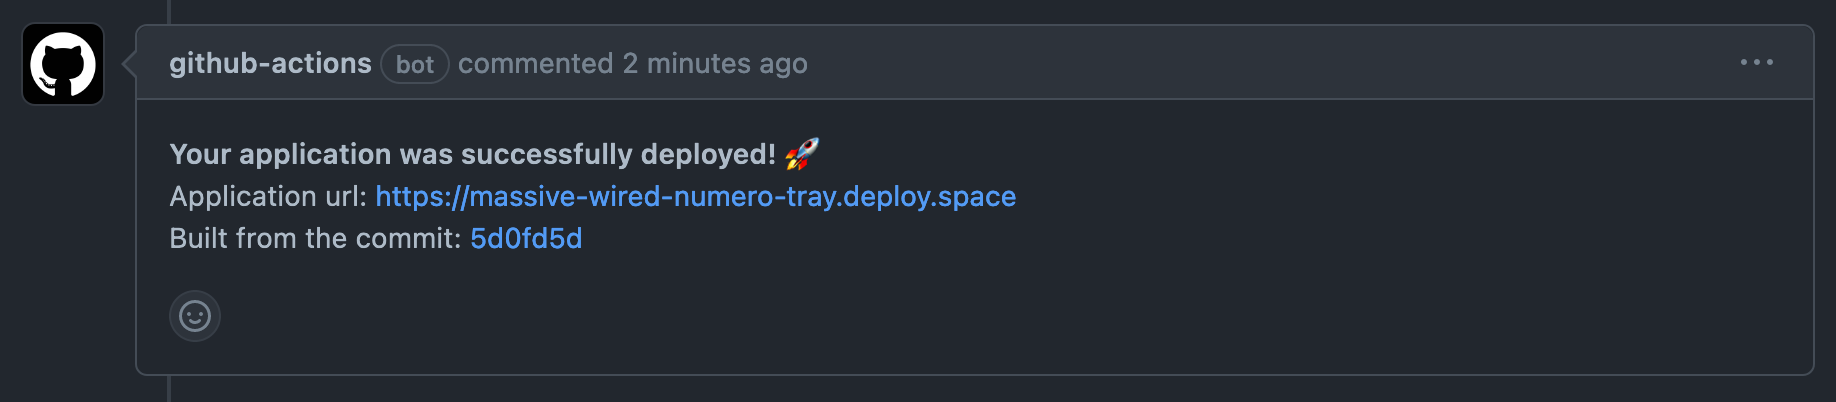 github-actions bot commented 2 minutes ago
Your application was successfully deployed! 🚀
Application url: https://massive-wired-numero-tray.deploy.space
Built from the commit: 5d0fd5d